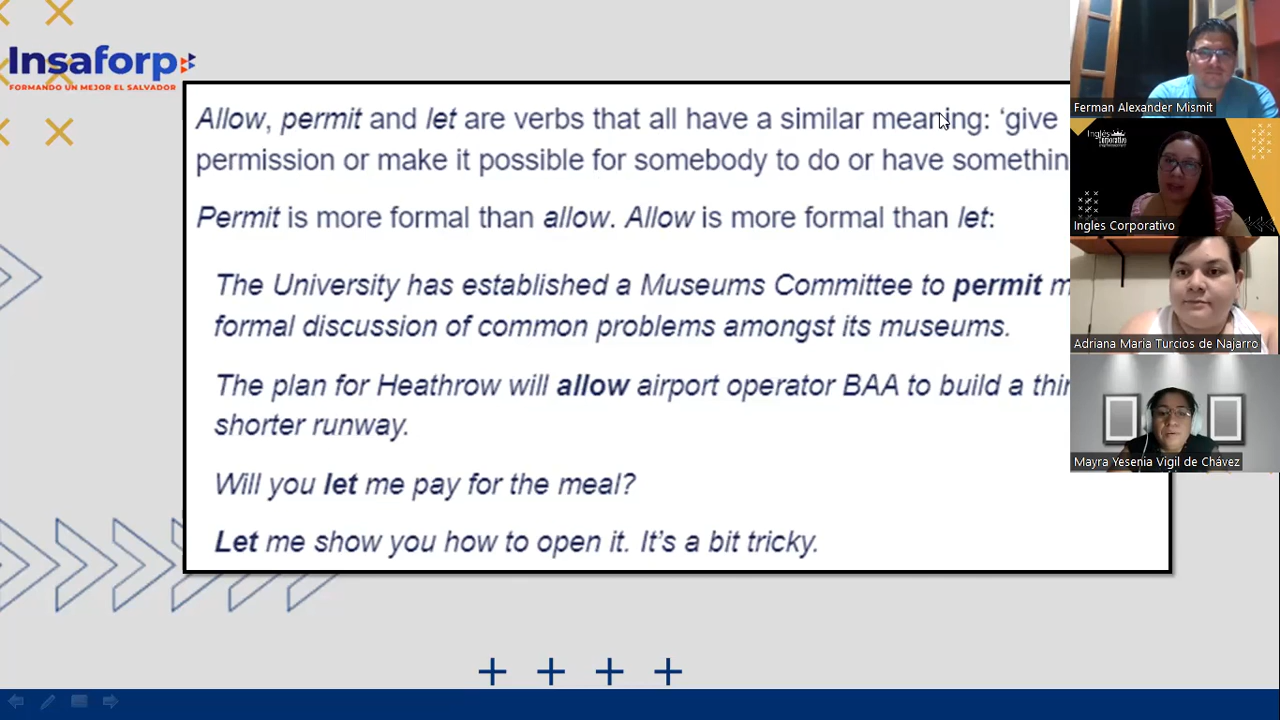 Insaforp
FORMANDO UN MEJOR EL SALVADOR
Allow, permit and let are verbs that all have a similar meaning: ‘give
permission or make it possible for somebody to do or have somethin
Permit is more formal than allow. Allow is more formal than let:
The University has established a Museums Committee to permit m
formal discussion of common problems amongst its museums.
The plan for Heathrow will allow airport operator BAA to build a thi
shorter runway.
Will you let me pay for the meal?
Let me show you how to open it. It’s a bit tricky.
Ferman Alexander Mismit
Inglés
Corporativo
Ingles Corporativo
Adriana Maria Turcios de Najarro
Mayra Yesenia Vigil de Chávez